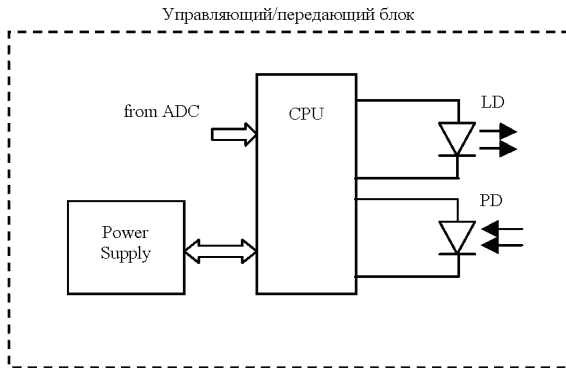 Управляющий/передающий блок
from ADC
CPU
LD
PD
Power
Supply